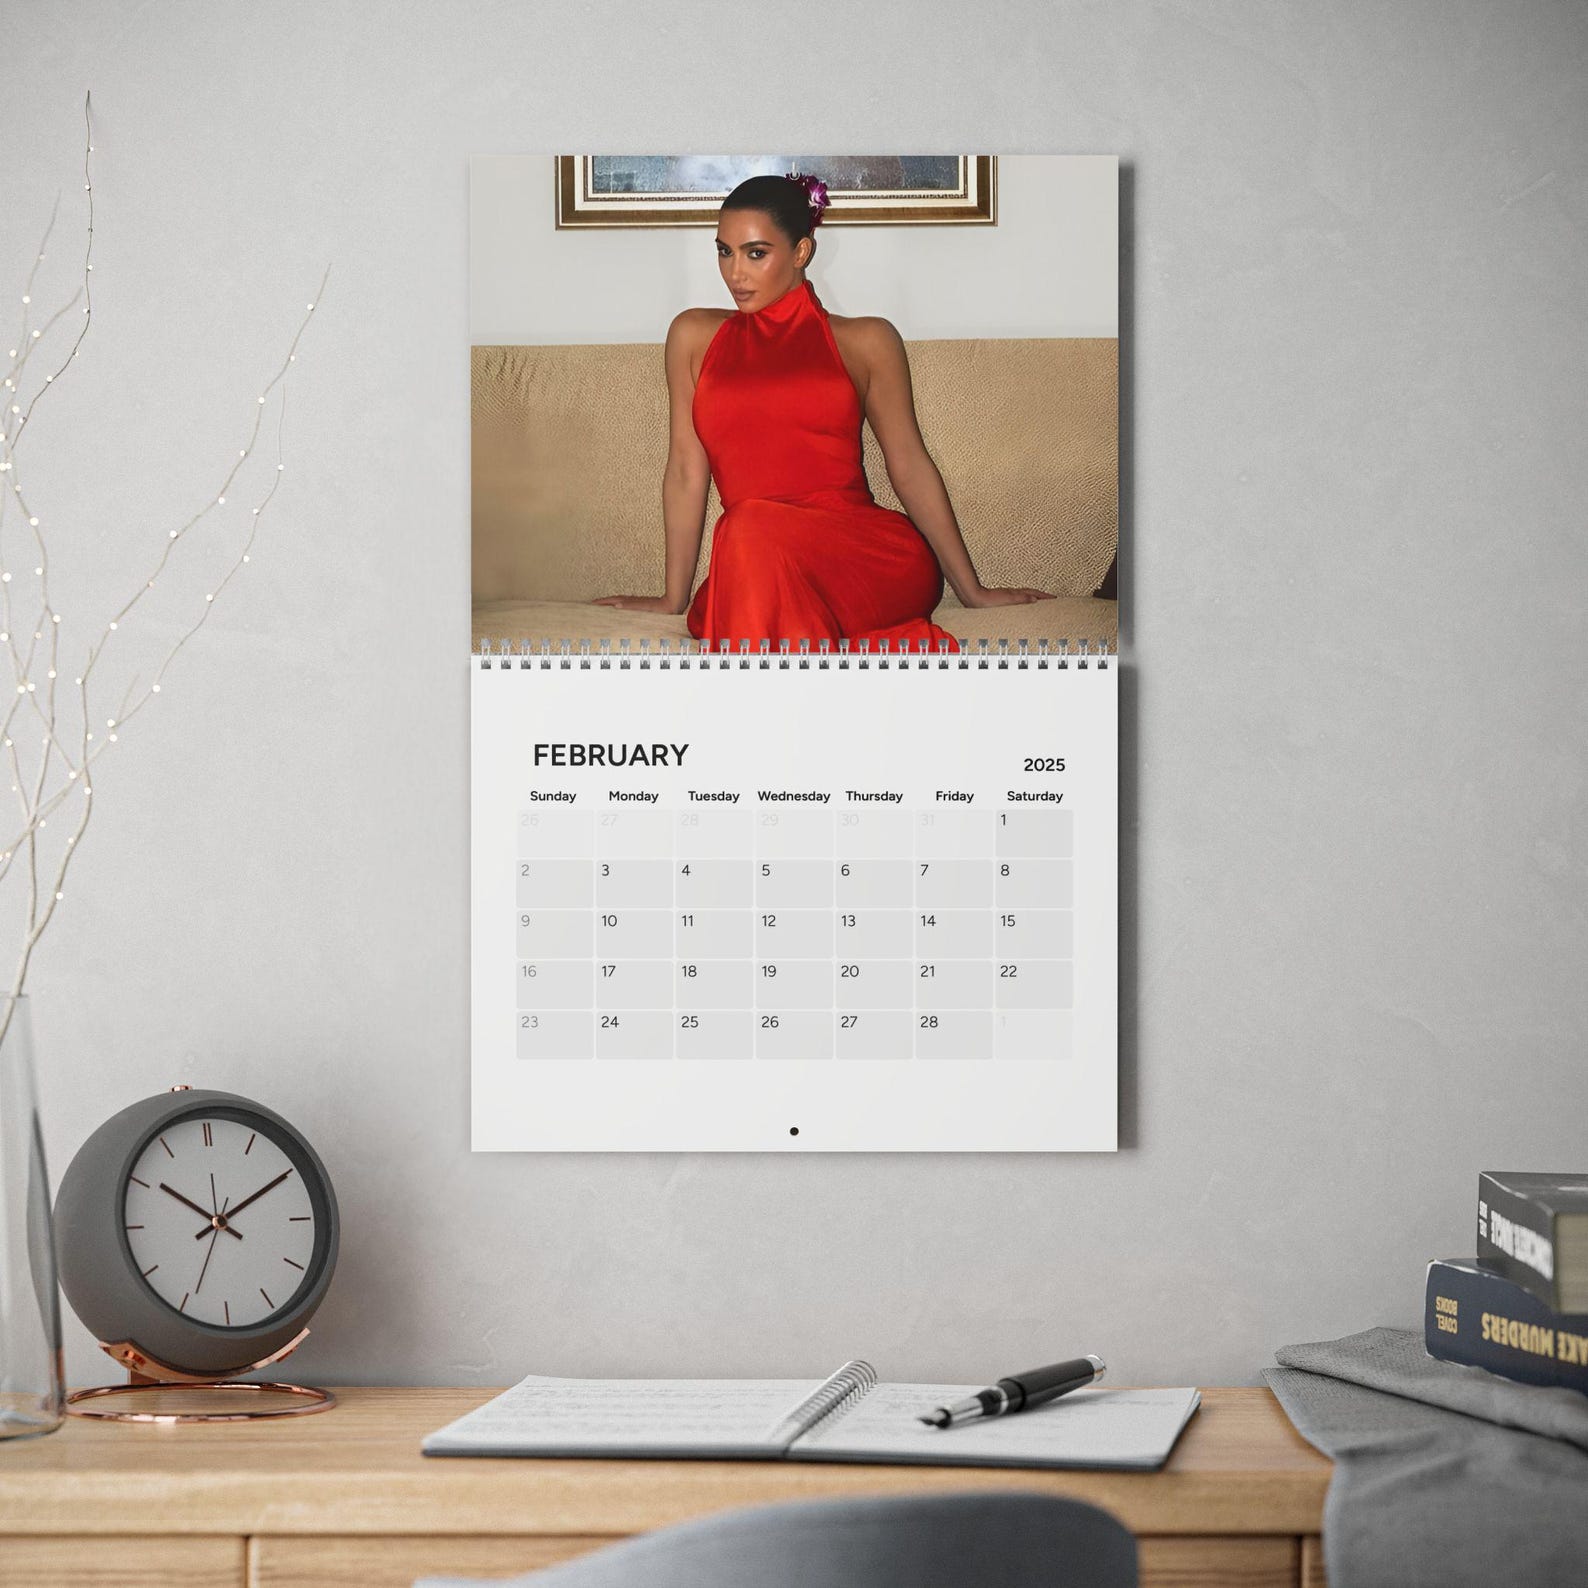 FEBRUARY
2025
Sunday Monday Tuesday Wednesday Thursday Friday Saturday
26 27 28 29 30 31 1
2 3 4 5 6 7 8
9 10 11 12 13 14 15
16 17 18 19 20 21 22
23 24 25 26 27 28 1
COVEL
BOOKS
AKE MURDERS